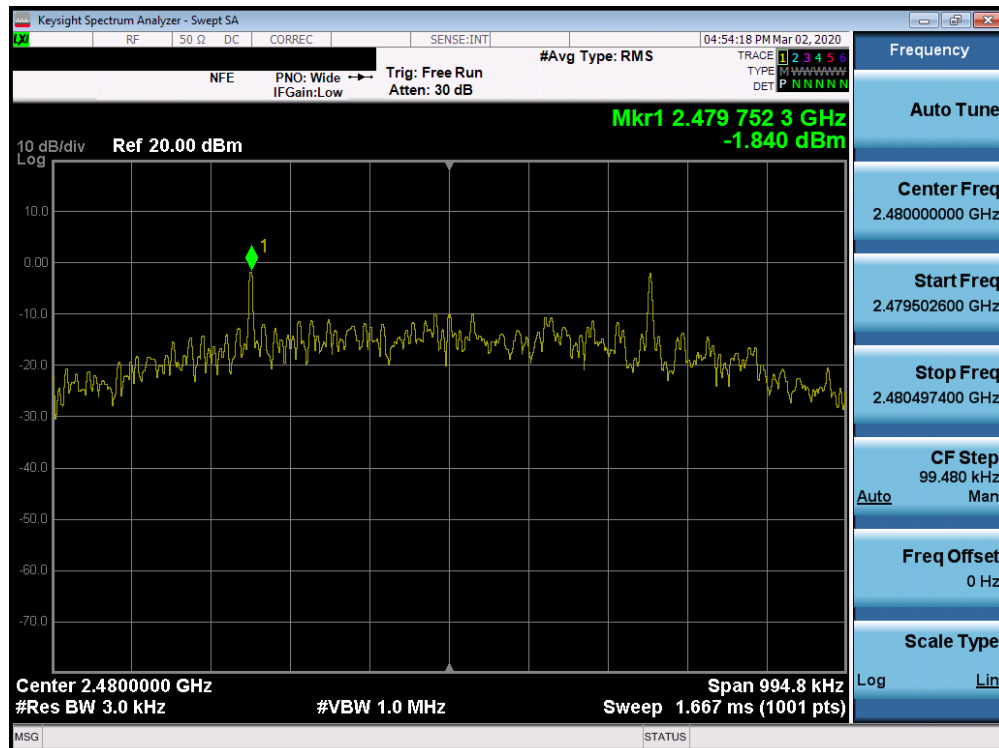 Keysight Spectrum Analyzer - Swept SA
LXI RF 50 Ω DC CORREC SENSE:INT 04:54:18 PM Mar 02, 2020
NFE PNO: Wide Trig: Free Run #Avg Type: RMS TRACE 1 2 3 4 5 6
IFGain:Low Atten: 30 dB TYPE M WWWWW
DET P N N N N N
Mkr1 2.479 752 3 GHz
-1.840 dBm
10 dB/div Ref 20.00 dBm
Log
10.0
1
0.00
-10.0
-20.0
-30.0
-40.0
-50.0
-60.0
-70.0
Center 2.4800000 GHz Span 994.8 kHz
#Res BW 3.0 kHz #VBW 1.0 MHz Sweep 1.667 ms (1001 pts)
MSG STATUS
Frequency
Auto Tune
Center Freq
2.480000000 GHz
Start Freq
2.479502600 GHz
Stop Freq
2.480497400 GHz
CF Step
99.480 kHz
Auto Man
Freq Offset
0 Hz
Scale Type
Log Lin